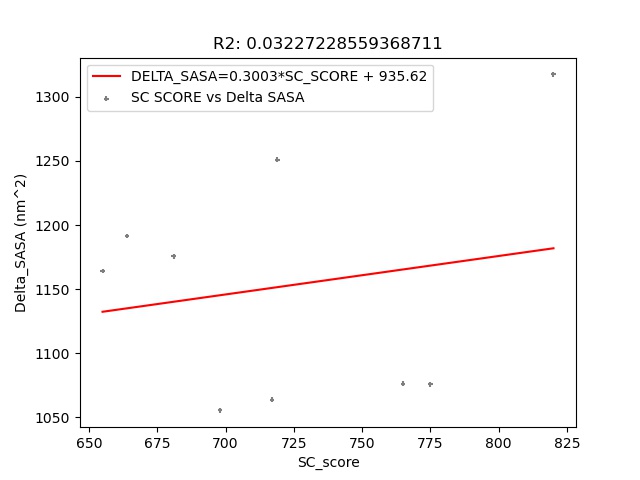 R2: 0.03227228559368711
DELTA_SASA=0.3003*SC_SCORE + 935.62
SC SCORE vs Delta SASA
1300
1250
1200
1150
1100
1050
Delta_SASA (nm^2)
650 675 700 725 750 775 800 825
SC_score